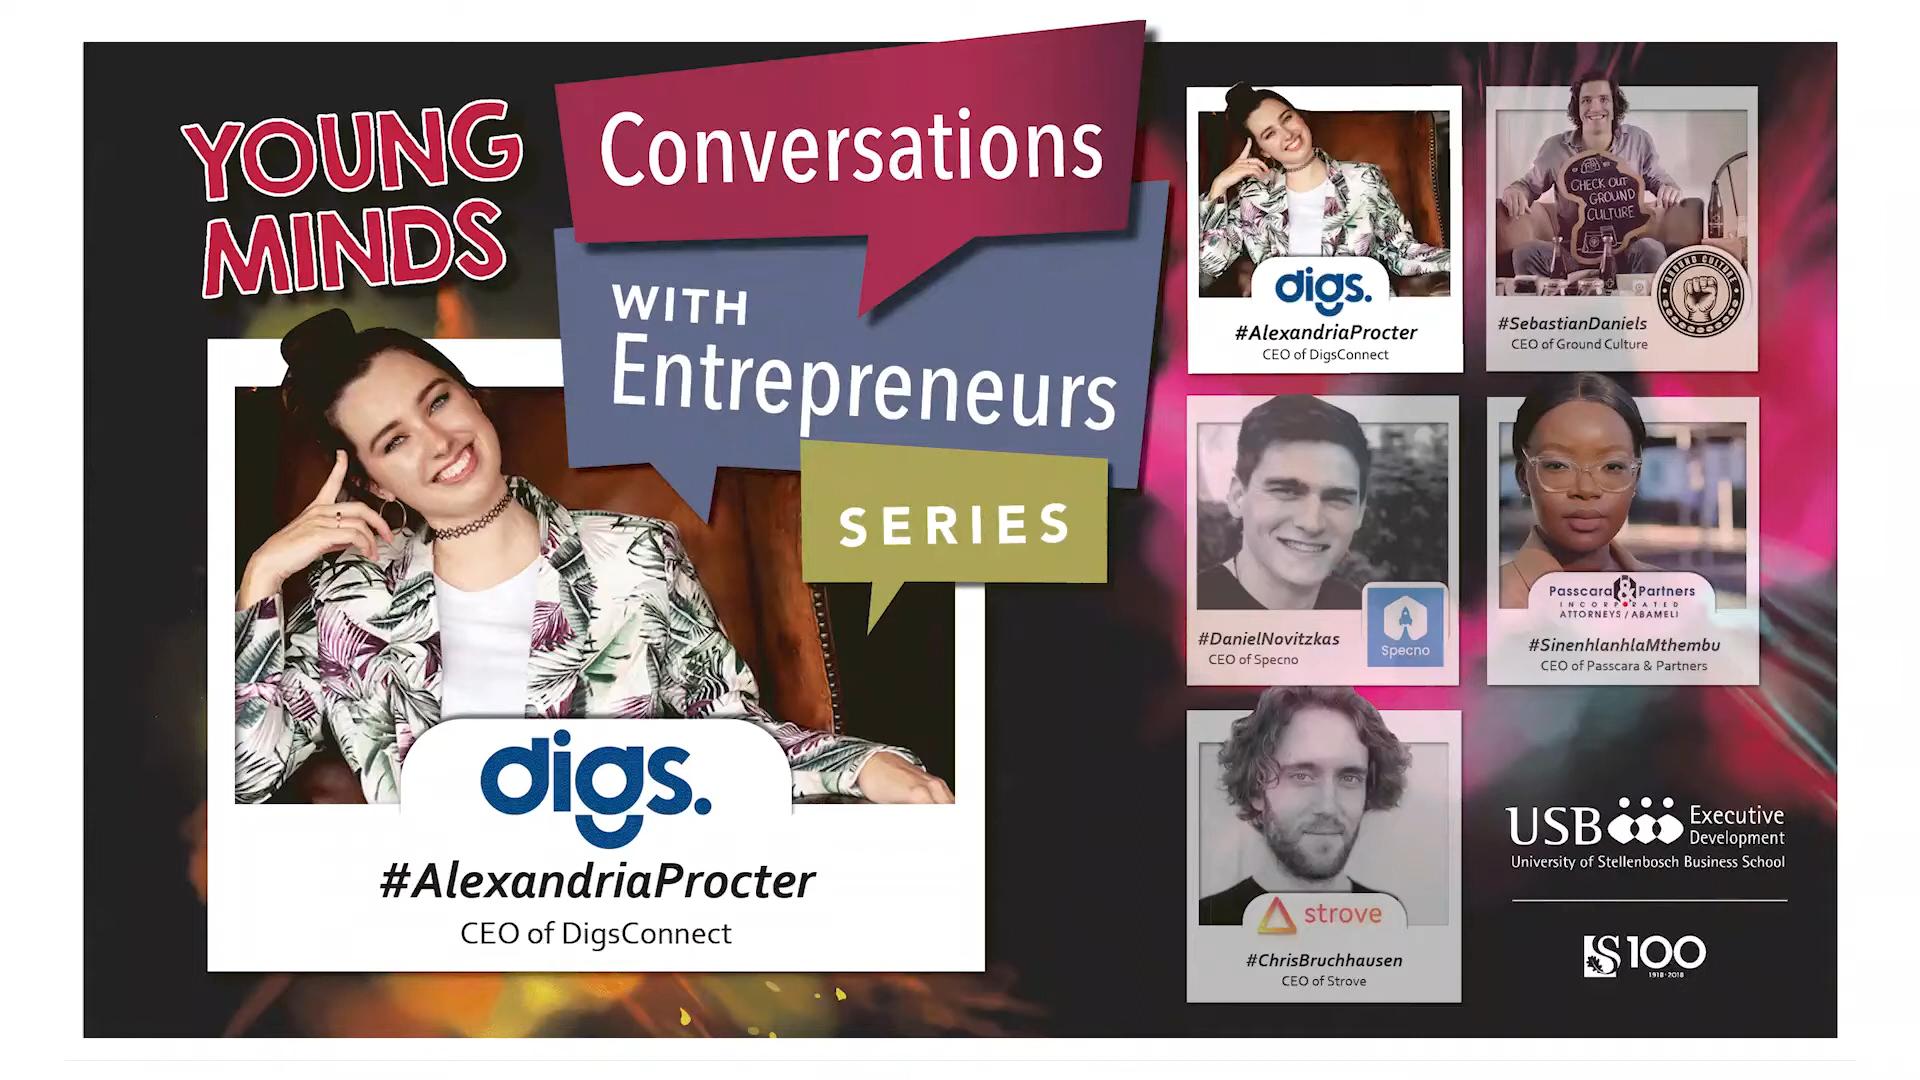 YOUNG
MINDS
Conversations
WITH
Entrepreneurs
SERIES
digs.
#AlexandriaProcter
CEO of DigsConnect
digs.
#AlexandriaProcter
CEO of DigsConnect
CHECK OUT
GROUND
CULTURE
GROUND CULTURE
#SebastianDaniels
CEO of Ground Culture
Specno
#DanielNovitzkas
CEO of Specno
Passcara & Partners
INCORPORATED
ATTORNEYS / ABAMELI
#SinenhlanhlaMthembu
CEO of Passcara & Partners
strove
#ChrisBruchhausen
CEO of Strove
USB Executive
Development
University of Stellenbosch Business School
S100
1918·2018